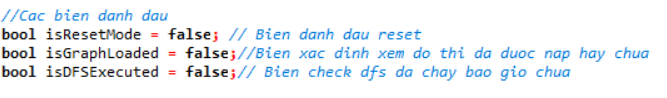 //Cac bien danh dau
bool isResetMode = false; // Bien danh dau reset
bool isGraphLoaded = false;//Bien xac dinh xem do thi da duoc nap hay chua
bool isDFSExecuted = false;// Bien check dfs da chay bao gio chua